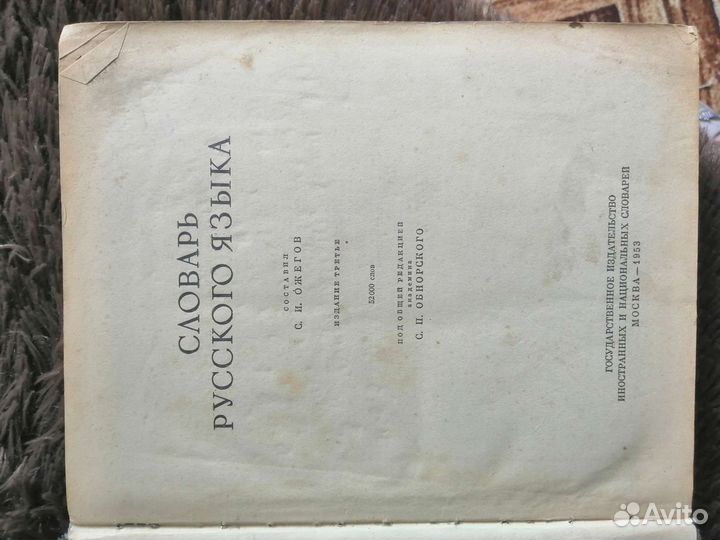 СЛОВАРЬ
РУССКОГО ЯЗЫКА
СОСТАВИЛ
С. И. О́ЖЕГОВ
ИЗДАНИЕ ТРЕТЬЕ
52 000 слов
ПОД ОБЩЕЙ РЕДАКЦИЕЙ
академика
С. П. ОБНОРСКОГО
ГОСУДАРСТВЕННОЕ ИЗДАТЕЛЬСТВО
ИНОСТРАННЫХ И НАЦИОНАЛЬНЫХ СЛОВАРЕЙ
МОСКВА — 1953
Avito